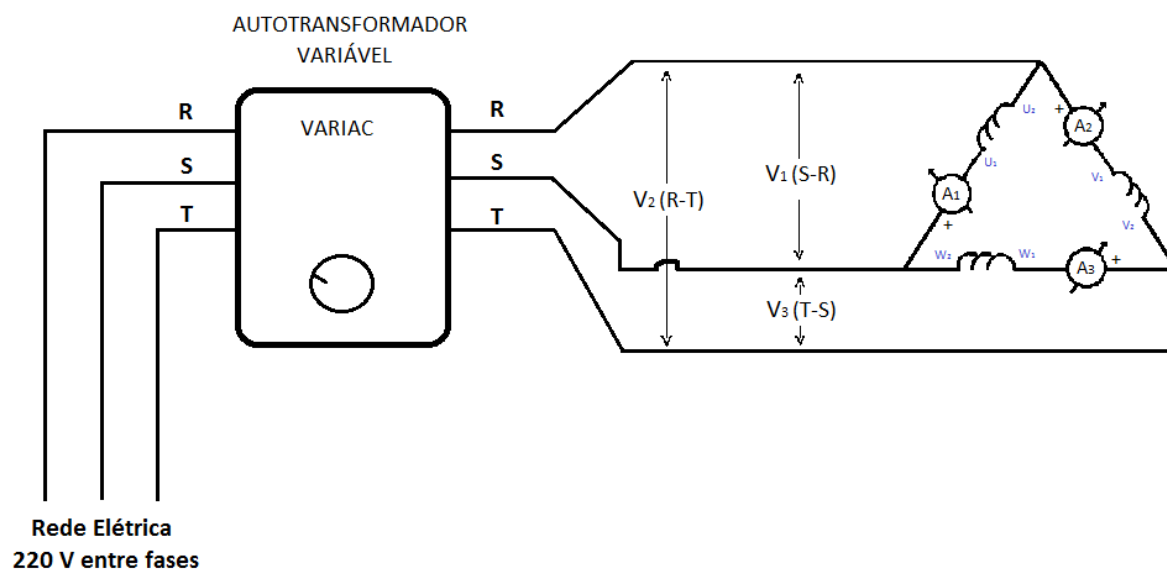 AUTOTRANSFORMADOR
VARIÁVEL
VARIAC
R
S
T
R
S
T
V₂ (R-T)
V₁ (S-R)
V₃ (T-S)
U₂
U₁
A₁
+
+
A₂
V₁
V₂
W₂
W₁
A₃
+
Rede Elétrica
220 V entre fases